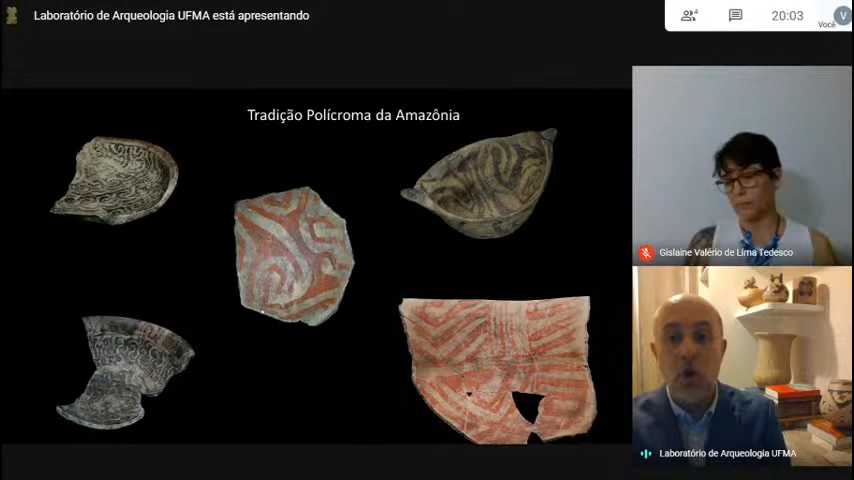 Laboratório de Arqueologia UFMA está apresentando
4
20:03
V
Você
Tradição Polícroma da Amazônia
Gislaine Valério de Lima Tedesco
Laboratório de Arqueologia UFMA